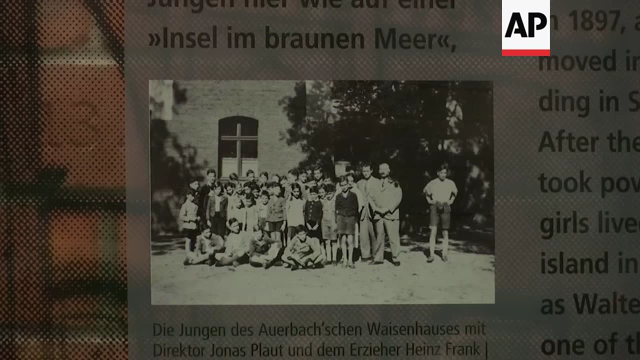 Jungen hier wie auf einer
»Insel im braunen Meer«,
AP
n 1897, a
moved in
ding in S
After the
took pov
girls live
island in
as Walte
one of t
Die Jungen des Auerbach'schen Waisenhauses mit
Direktor Jonas Plaut und dem Erzieher Heinz Frank |